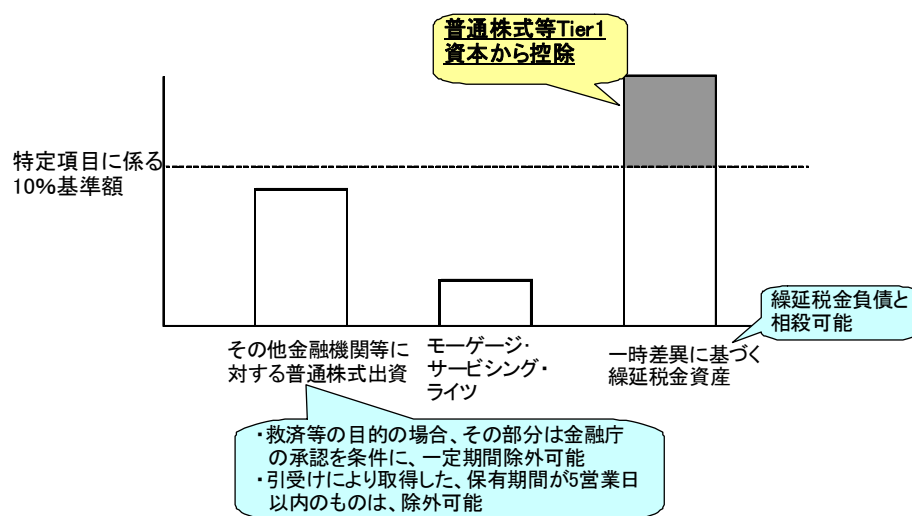 普通株式等Tier1
資本から控除
特定項目に係る
10%基準額
繰延税金負債と
相殺可能
その他金融機関等に
対する普通株式出資
モーゲージ・
サービシング・
ライツ
一時差異に基づく
繰延税金資産
・救済等の目的の場合、その部分は金融庁
の承認を条件に、一定期間除外可能
・引受けにより取得した、保有期間が5営業日
以内のものは、除外可能